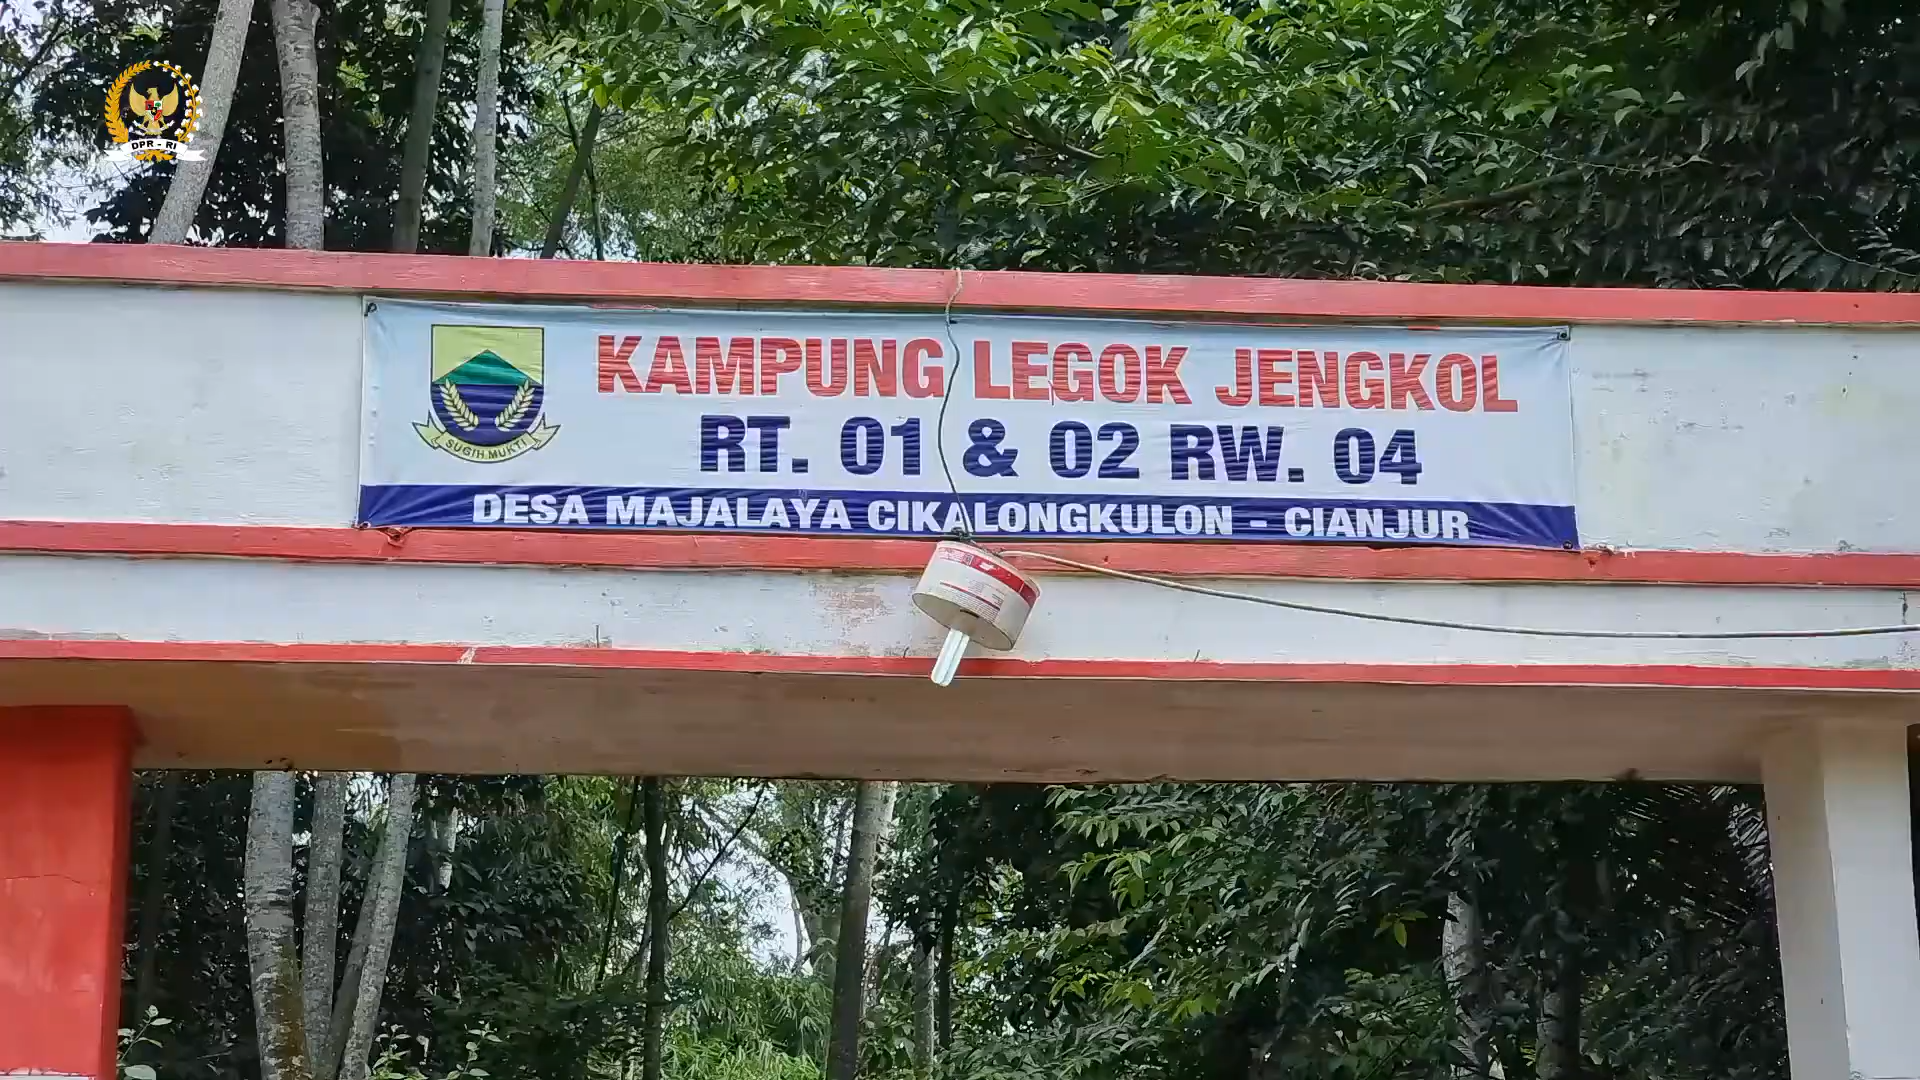 DPR - RI
KAMPUNG LEGOK JENGKOL
SUGIH MUKTI
RT. 01 & 02 RW. 04
DESA MAJALAYA CIKALONGKULON - CIANJUR